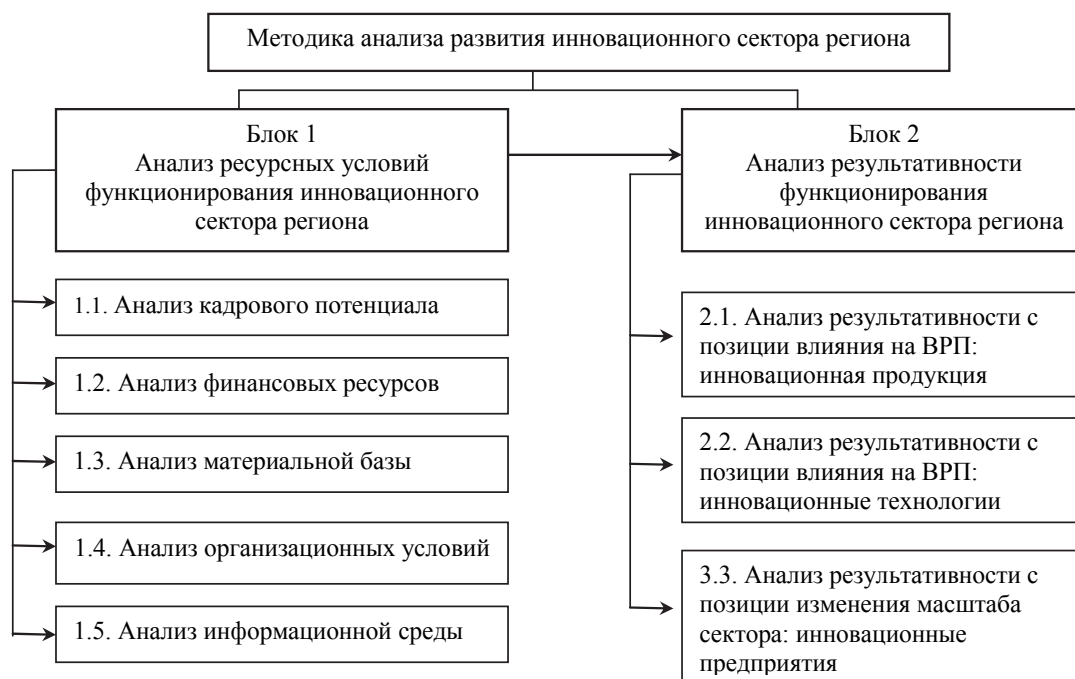 Методика анализа развития инновационного сектора региона
Блок 1
Анализ ресурсных условий
функционирования инновационного
сектора региона
1.1. Анализ кадрового потенциала
1.2. Анализ финансовых ресурсов
1.3. Анализ материальной базы
1.4. Анализ организационных условий
1.5. Анализ информационной среды
Блок 2
Анализ результативности
функционирования
инновационного сектора региона
2.1. Анализ результативности с
позиции влияния на ВРП:
инновационная продукция
2.2. Анализ результативности с
позиции влияния на ВРП:
инновационные технологии
3.3. Анализ результативности с
позиции изменения масштаба
сектора: инновационные
предприятия